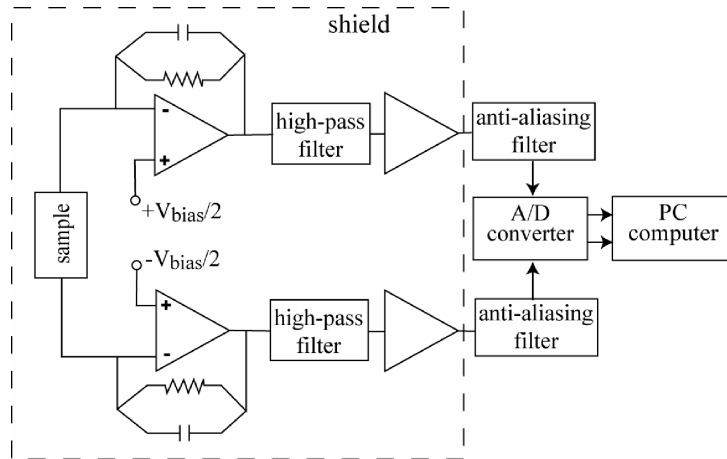 shield
-
+
+V_bias/2
high-pass
filter
anti-aliasing
filter
sample
A/D
converter
PC
computer
-V_bias/2
+
-
high-pass
filter
anti-aliasing
filter